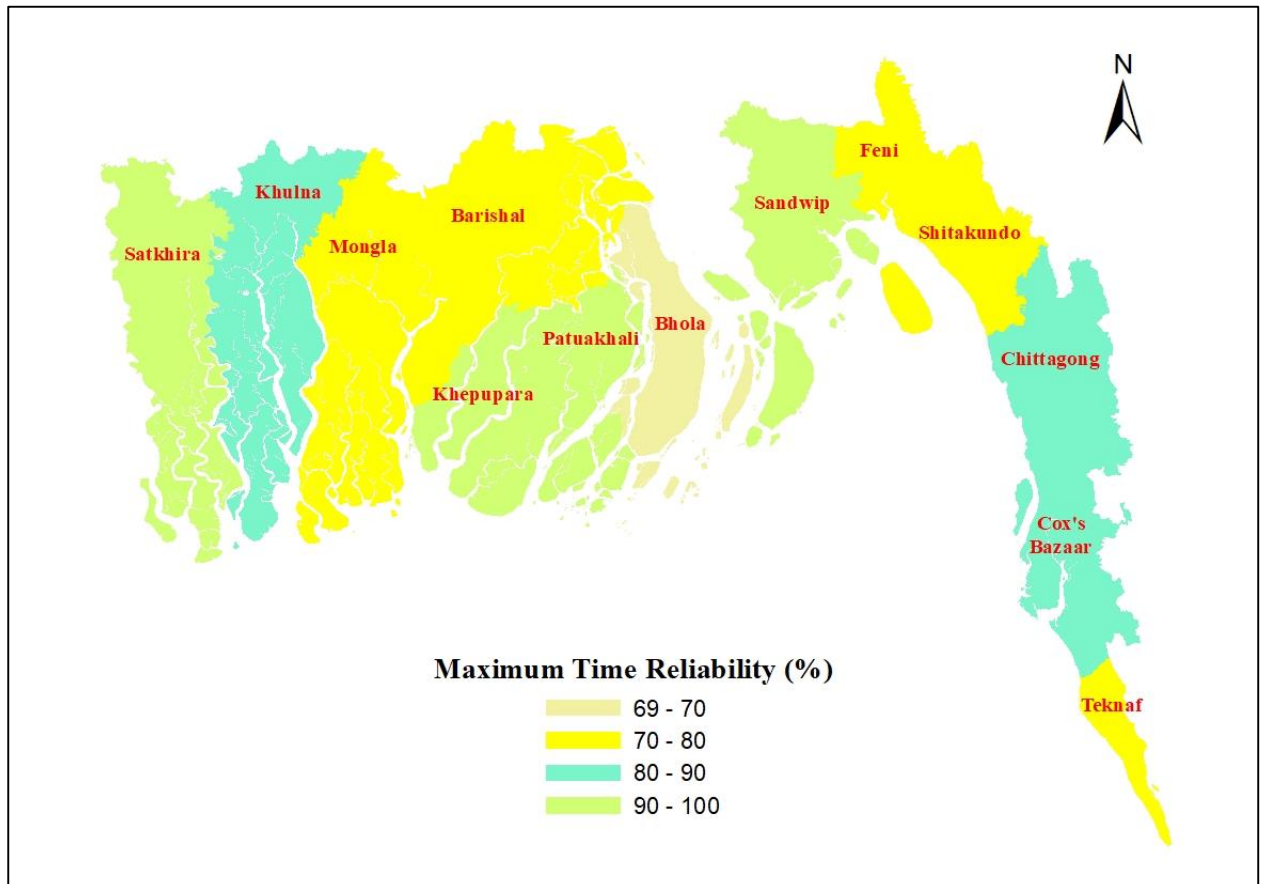 N
Feni
Khulna
Sandwip
Barishal
Shitakundo
Mongla
Satkhira
Bhola
Patuakhali
Chittagong
Khepupara
Cox's
Bazaar
Maximum Time Reliability (%)
69 - 70
70 - 80
80 - 90
90 - 100
Teknaf